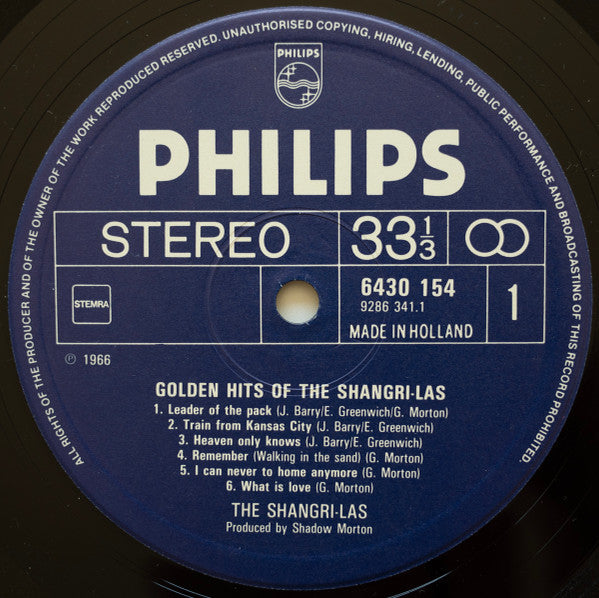 ALL RIGHTS OF THE PRODUCER AND OF THE OWNER OF THE WORK REPRODUCED RESERVED. UNAUTHORISED COPYING, HIRING, LENDING, PUBLIC PERFORMANCE AND BROADCASTING OF THIS RECORD PROHIBITED.
PHILIPS
PHILIPS
STEREO
33 1/3
STEMRA
6430 154
9286 341.1
MADE IN HOLLAND
1
℗ 1966
GOLDEN HITS OF THE SHANGRI-LAS
1. Leader of the pack (J. Barry/E. Greenwich/G. Morton)
2. Train from Kansas City (J. Barry/E. Greenwich)
3. Heaven only knows (J. Barry/E. Greenwich)
4. Remember (Walking in the sand) (G. Morton)
5. I can never to home anymore (G. Morton)
6. What is love (G. Morton)
THE SHANGRI-LAS
Produced by Shadow Morton